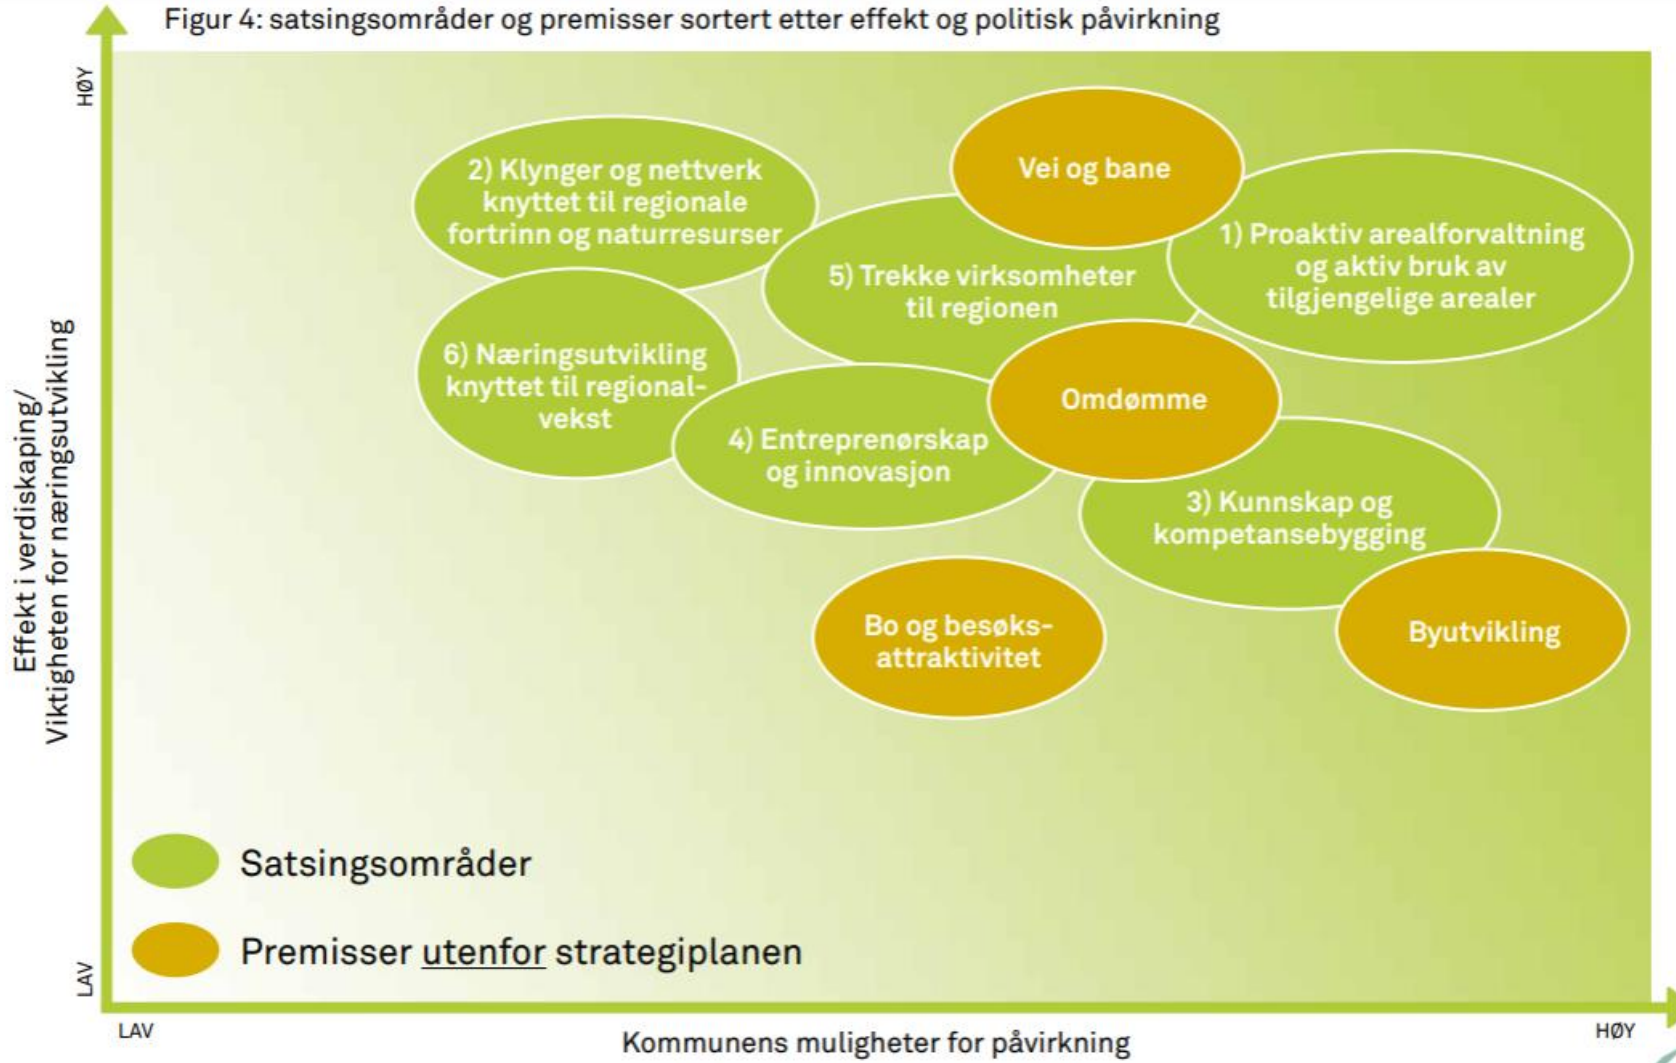 Figur 4: satsingsområder og premisser sortert etter effekt og politisk påvirkning
HØY
Effekt i verdiskaping/
Viktigheten for næringsutvikling
LAV
2) Klynger og nettverk
knyttet til regionale
fortrinn og naturresurser
Vei og bane
1) Proaktiv arealforvaltning
og aktiv bruk av
tilgjengelige arealer
5) Trekke virksomheter
til regionen
6) Næringsutvikling
knyttet til regional-
vekst
Omdømme
4) Entreprenørskap
og innovasjon
3) Kunnskap og
kompetansebygging
Bo og besøks-
attraktivitet
Byutvikling
Satsingsområder
Premisser utenfor strategiplanen
LAV
Kommunens muligheter for påvirkning
HØY